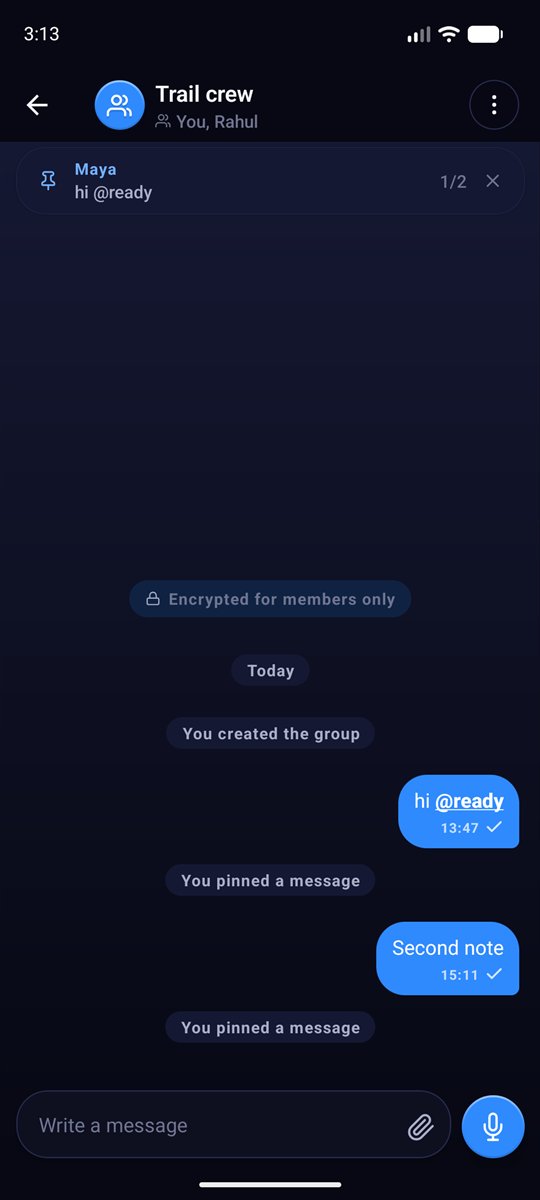 3:13
Trail crew
You, Rahul
Maya
hi @ready
1/2
Encrypted for members only
Today
You created the group
hi @ready
13:47
You pinned a message
Second note
15:11
You pinned a message
Write a message